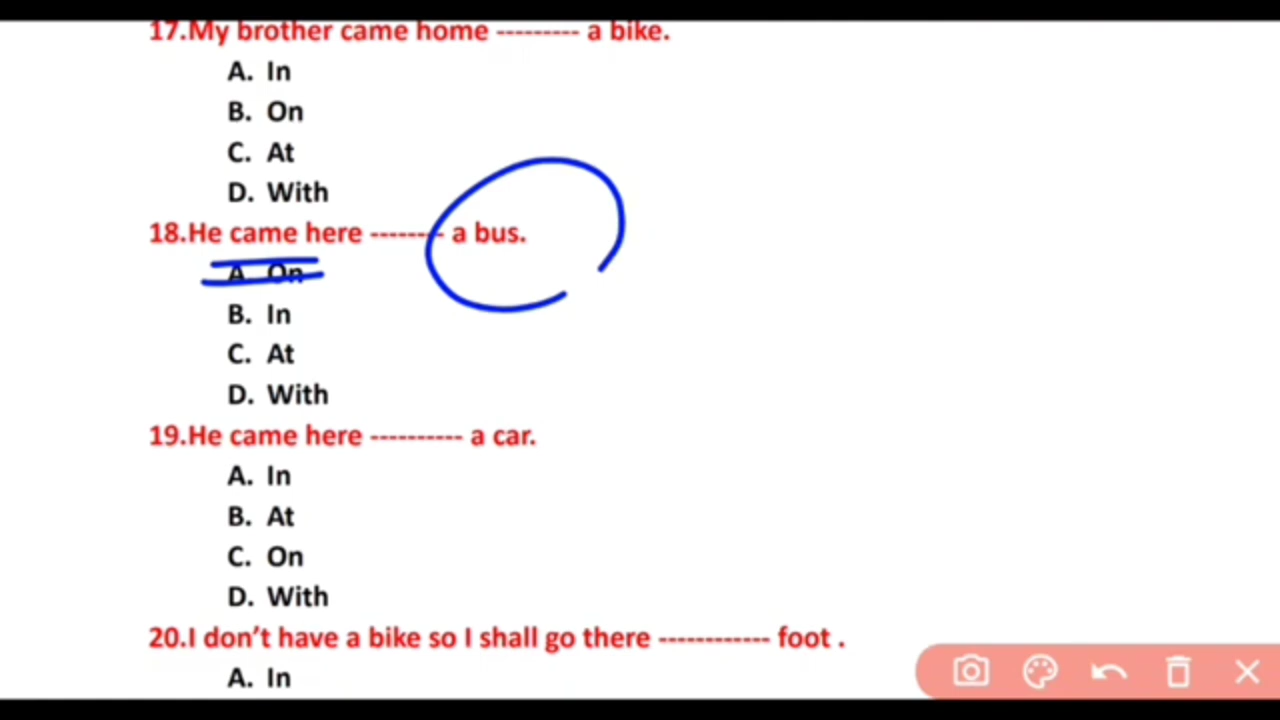 17.My brother came home --------- a bike.
A. In
B. On
C. At
D. With
18.He came here -------- a bus.
A. On
B. In
C. At
D. With
19.He came here ---------- a car.
A. In
B. At
C. On
D. With
20.I don't have a bike so I shall go there ------------ foot .
A. In